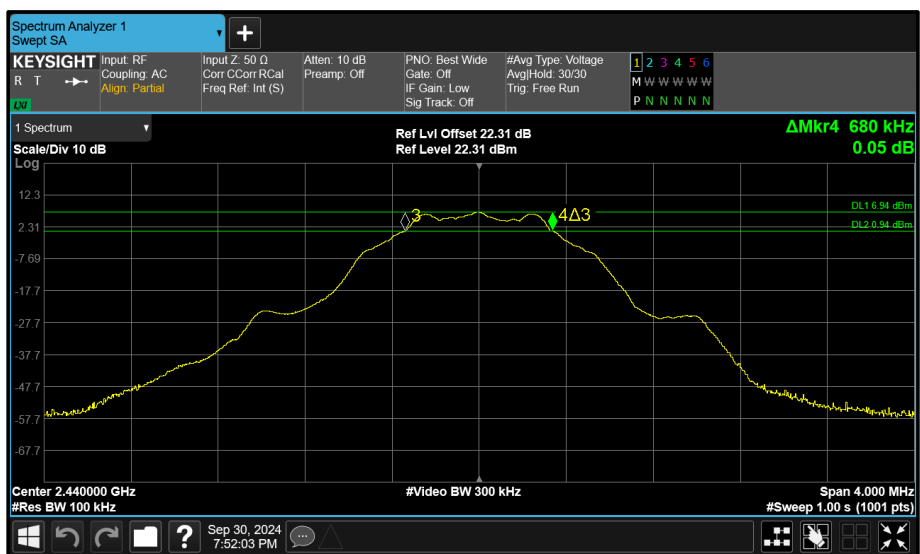 Spectrum Analyzer 1
Swept SA
KEYSIGHT
R T
LXI
Input: RF
Coupling: AC
Align: Partial
Input Z: 50 Ω
Corr CCorr RCal
Freq Ref: Int (S)
Atten: 10 dB
Preamp: Off
PNO: Best Wide
Gate: Off
IF Gain: Low
Sig Track: Off
#Avg Type: Voltage
Avg|Hold: 30/30
Trig: Free Run
1 2 3 4 5 6
M W W W W W
P N N N N N
1 Spectrum
Scale/Div 10 dB
Log
Ref Lvl Offset 22.31 dB
Ref Level 22.31 dBm
ΔMkr4 680 kHz
0.05 dB
12.3
2.31
-7.69
-17.7
-27.7
-37.7
-47.7
-57.7
-67.7
3
4Δ3
DL1 6.94 dBm
DL2 0.94 dBm
Center 2.440000 GHz
#Res BW 100 kHz
#Video BW 300 kHz
Span 4.000 MHz
#Sweep 1.00 s (1001 pts)
?
Sep 30, 2024
7:52:03 PM